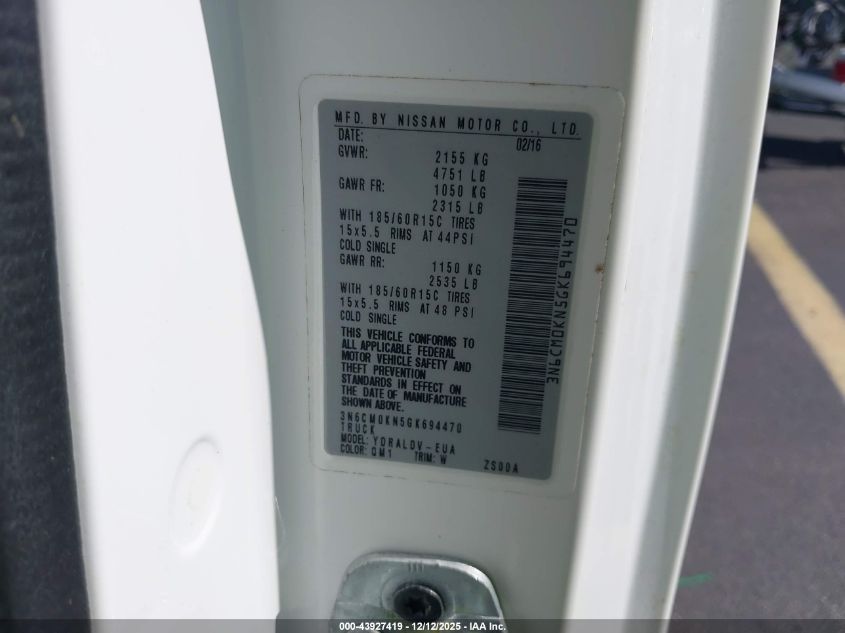 MFD. BY NISSAN MOTOR CO., LTD.
DATE: 02/16
GVWR: 2155 KG
4751 LB
GAWR FR: 1050 KG
2315 LB
WITH 185/60R15C TIRES
15x5.5 RIMS AT 44PSI
COLD SINGLE
GAWR RR: 1150 KG
2535 LB
WITH 185/60R15C TIRES
15x5.5 RIMS AT 48 PSI
COLD SINGLE
THIS VEHICLE CONFORMS TO
ALL APPLICABLE FEDERAL
MOTOR VEHICLE SAFETY AND
THEFT PREVENTION
STANDARDS IN EFFECT ON
THE DATE OF MANUFACTURE
SHOWN ABOVE.
3N6CM0KN5GK694470
TRUCK
MODEL: YDRALDV-EUA
COLOR: QM1 TRIM: W ZS00A
3N6CM0KN5GK694470
000-43927419 - 12/12/2025 - © IAA, Inc.